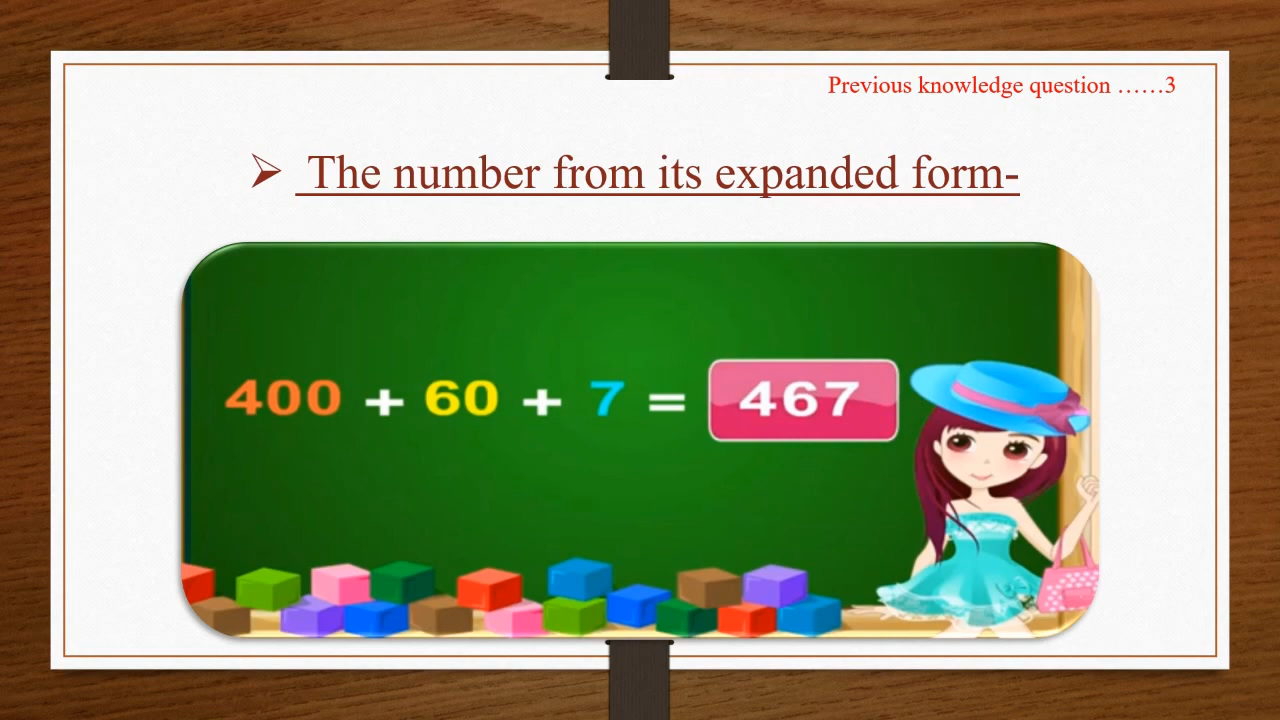 Previous knowledge question ……3
➢ The number from its expanded form-
400 + 60 + 7 = 467